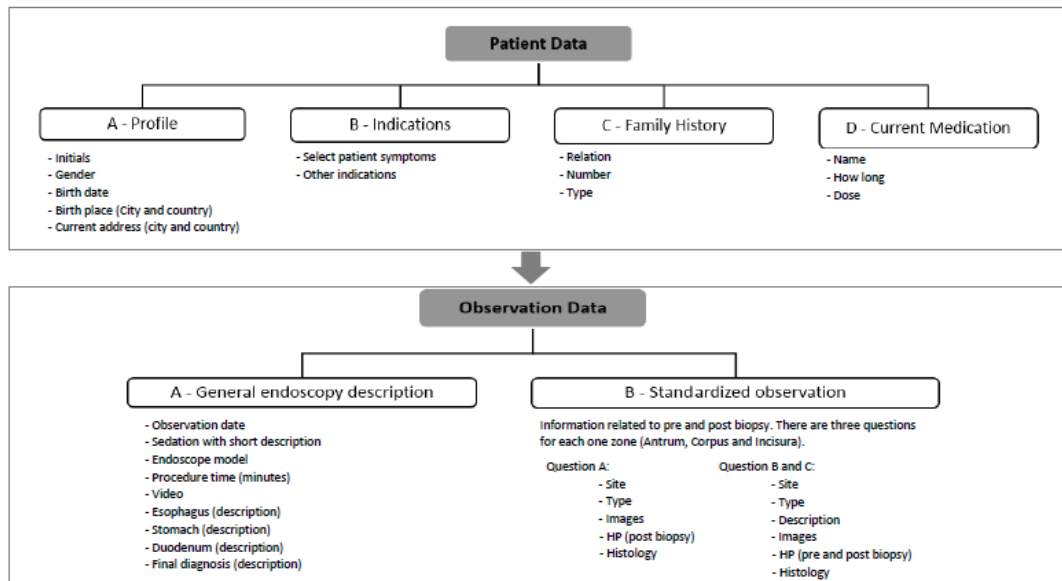 Patient Data
A - Profile
- Initials
- Gender
- Birth date
- Birth place (City and country)
- Current address (city and country)
B - Indications
- Select patient symptoms
- Other indications
C - Family History
- Relation
- Number
- Type
D - Current Medication
- Name
- How long
- Dose
Observation Data
A - General endoscopy description
- Observation date
- Sedation with short description
- Endoscope model
- Procedure time (minutes)
- Video
- Esophagus (description)
- Stomach (description)
- Duodenum (description)
- Final diagnosis (description)
B - Standardized observation
Information related to pre and post biopsy. There are three questions
for each one zone (Antrum, Corpus and Incisura).
Question A:
- Site
- Type
- Images
- HP (post biopsy)
- Histology
Question B and C:
- Site
- Type
- Description
- Images
- HP (pre and post biopsy)
- Histology